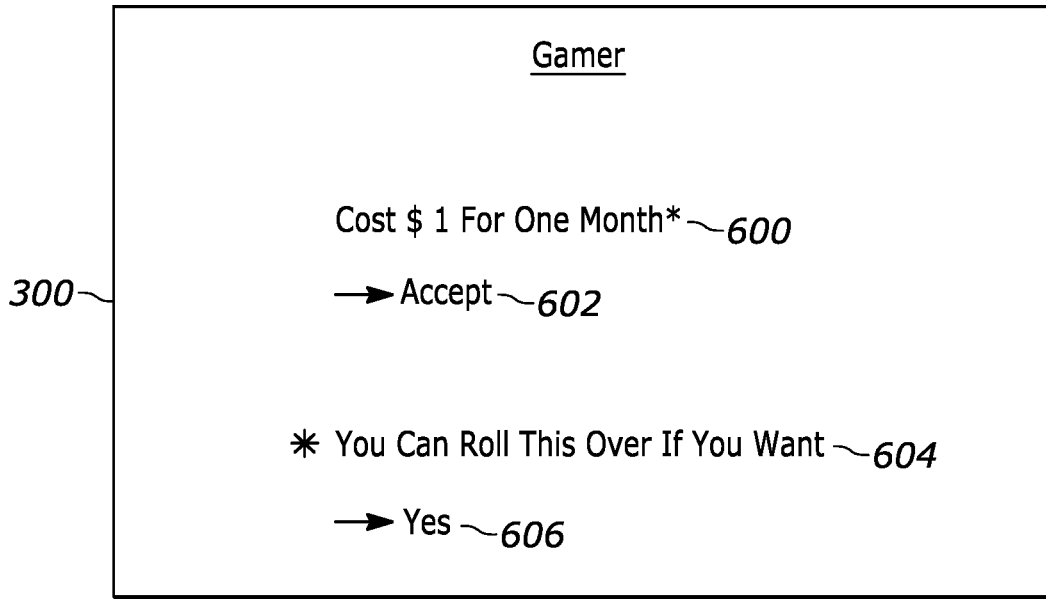 Gamer
Cost $ 1 For One Month* 600
300
Accept 602
* You Can Roll This Over If You Want 604
Yes 606